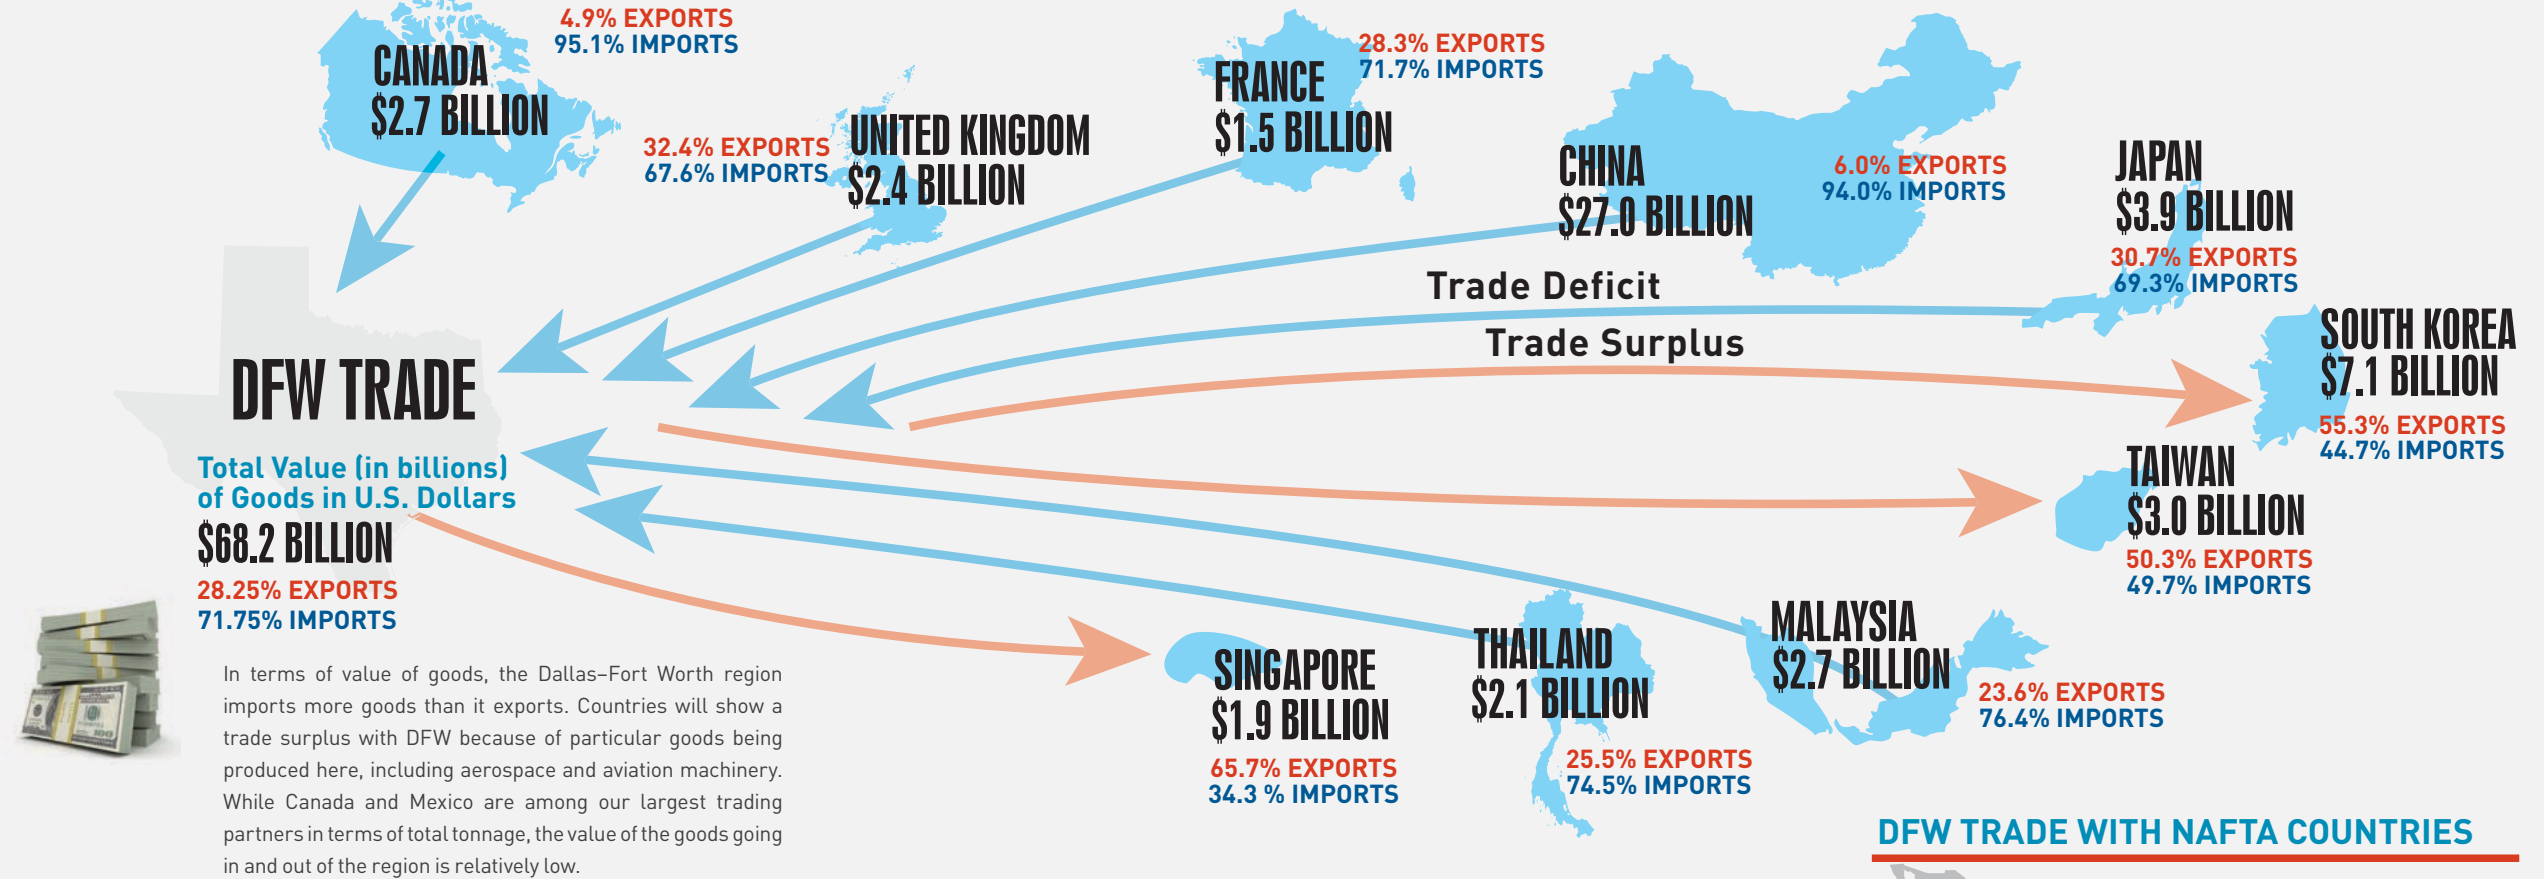 4.9% EXPORTS
95.1% IMPORTS
CANADA
$2.7 BILLION
32.4% EXPORTS
67.6% IMPORTS
UNITED KINGDOM
$2.4 BILLION
28.3% EXPORTS
71.7% IMPORTS
FRANCE
$1.5 BILLION
CHINA
$27.0 BILLION
6.0% EXPORTS
94.0% IMPORTS
JAPAN
$3.9 BILLION
30.7% EXPORTS
69.3% IMPORTS
Trade Deficit
Trade Surplus
SOUTH KOREA
$7.1 BILLION
55.3% EXPORTS
44.7% IMPORTS
DFW TRADE
Total Value (in billions)
of Goods in U.S. Dollars
$68.2 BILLION
28.25% EXPORTS
71.75% IMPORTS
TAIWAN
$3.0 BILLION
50.3% EXPORTS
49.7% IMPORTS
SINGAPORE
$1.9 BILLION
65.7% EXPORTS
34.3 % IMPORTS
THAILAND
$2.1 BILLION
25.5% EXPORTS
74.5% IMPORTS
MALAYSIA
$2.7 BILLION
23.6% EXPORTS
76.4% IMPORTS
In terms of value of goods, the Dallas–Fort Worth region
imports more goods than it exports. Countries will show a
trade surplus with DFW because of particular goods being
produced here, including aerospace and aviation machinery.
While Canada and Mexico are among our largest trading
partners in terms of total tonnage, the value of the goods going
in and out of the region is relatively low.
DFW TRADE WITH NAFTA COUNTRIES